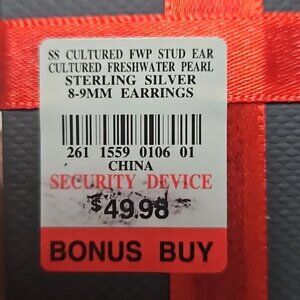 SS CULTURED FWP STUD EAR
CULTURED FRESHWATER PEARL
STERLING SILVER
8-9MM EARRINGS
261 1559 0106 01
CHINA
SECURITY DEVICE
$49.98
BONUS BUY